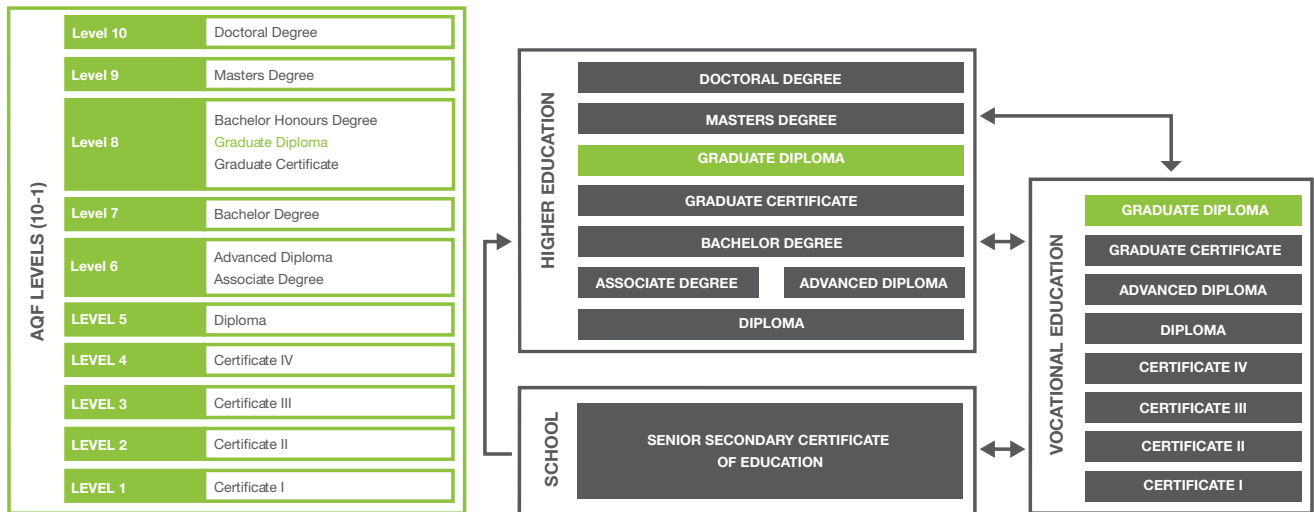 AQF LEVELS (10-1)
Level 10 Doctoral Degree
Level 9 Masters Degree
Level 8
Bachelor Honours Degree
Graduate Diploma
Graduate Certificate
Level 7 Bachelor Degree
Level 6
Advanced Diploma
Associate Degree
LEVEL 5 Diploma
LEVEL 4 Certificate IV
LEVEL 3 Certificate III
LEVEL 2 Certificate II
LEVEL 1 Certificate I
HIGHER EDUCATION
DOCTORAL DEGREE
MASTERS DEGREE
GRADUATE DIPLOMA
GRADUATE CERTIFICATE
BACHELOR DEGREE
ASSOCIATE DEGREE ADVANCED DIPLOMA
DIPLOMA
SCHOOL
SENIOR SECONDARY CERTIFICATE
OF EDUCATION
VOCATIONAL EDUCATION
GRADUATE DIPLOMA
GRADUATE CERTIFICATE
ADVANCED DIPLOMA
DIPLOMA
CERTIFICATE IV
CERTIFICATE III
CERTIFICATE II
CERTIFICATE I